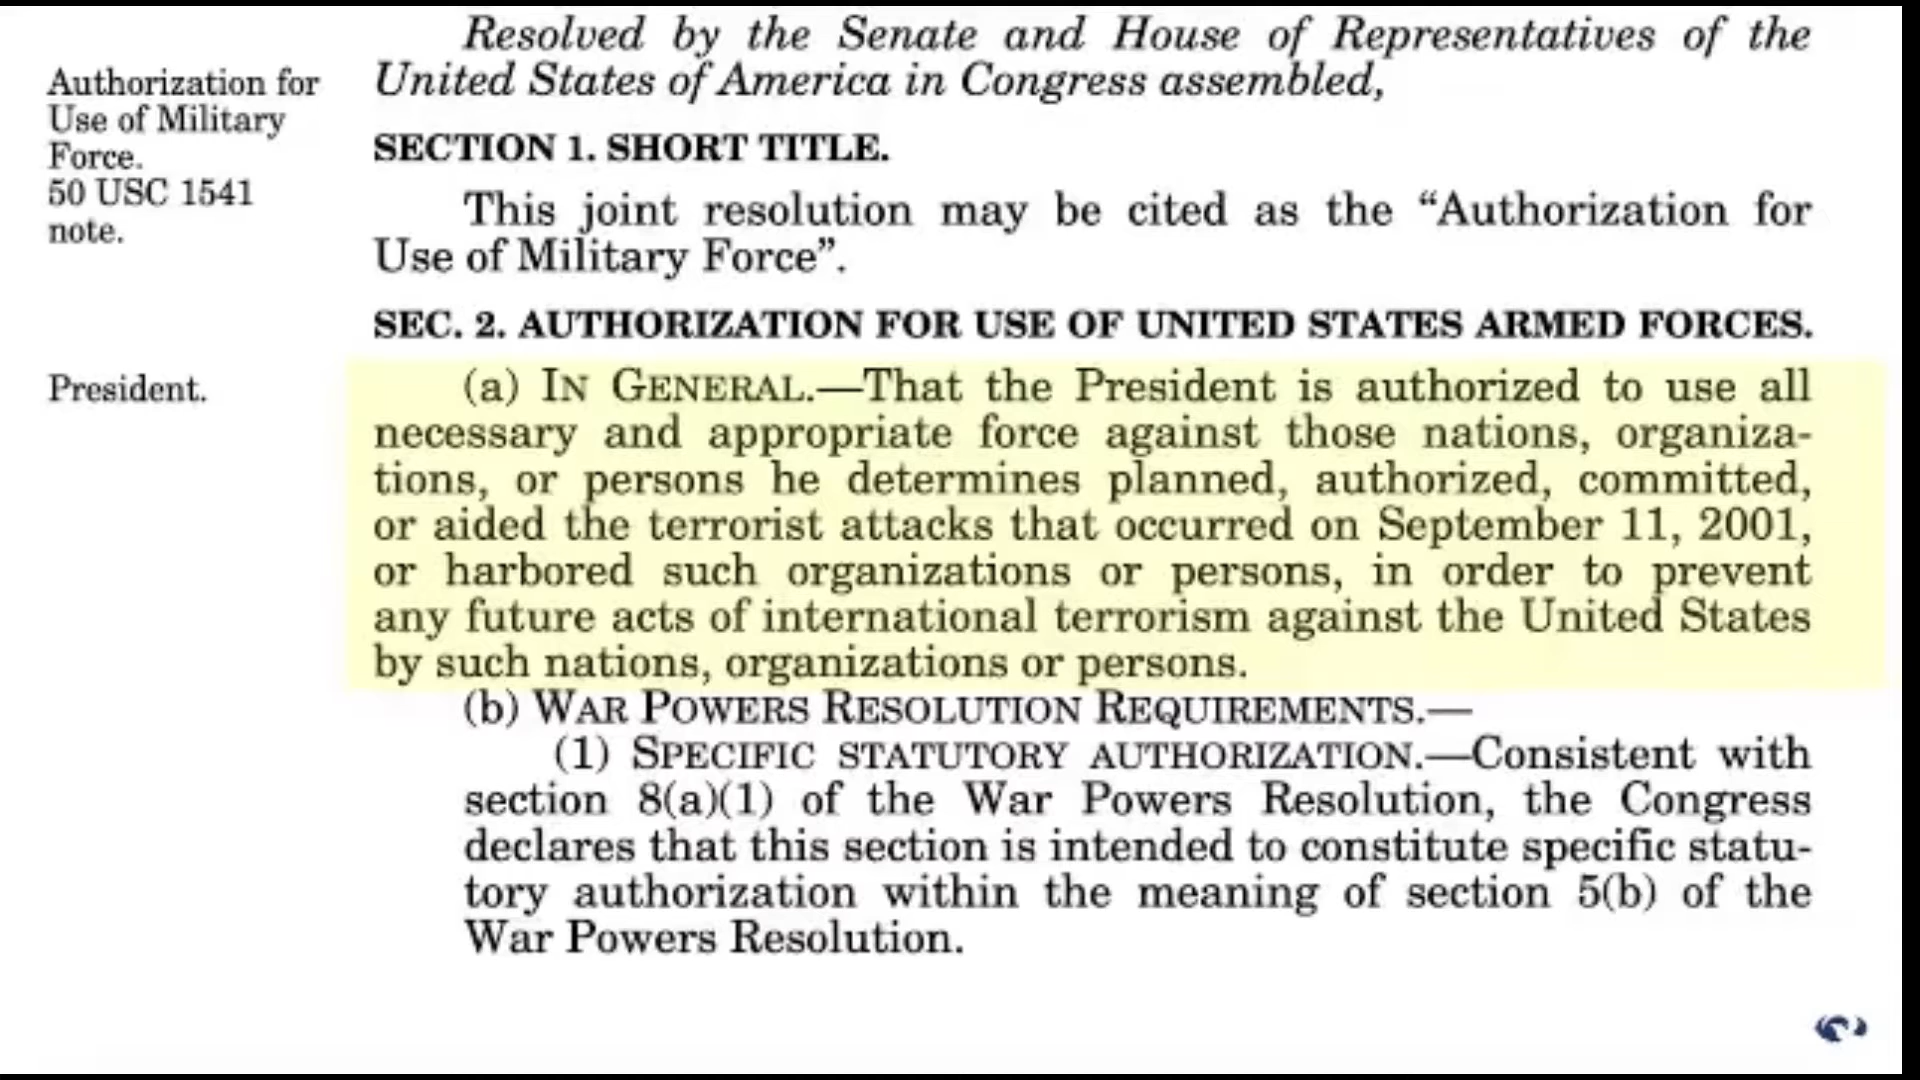 Resolved by the Senate and House of Representatives of the
United States of America in Congress assembled,
Authorization for
Use of Military
Force.
50 USC 1541
note.
SECTION 1. SHORT TITLE.
This joint resolution may be cited as the “Authorization for
Use of Military Force”.
SEC. 2. AUTHORIZATION FOR USE OF UNITED STATES ARMED FORCES.
President.
(a) IN GENERAL.—That the President is authorized to use all
necessary and appropriate force against those nations, organiza-
tions, or persons he determines planned, authorized, committed,
or aided the terrorist attacks that occurred on September 11, 2001,
or harbored such organizations or persons, in order to prevent
any future acts of international terrorism against the United States
by such nations, organizations or persons.
(b) WAR POWERS RESOLUTION REQUIREMENTS.—
(1) SPECIFIC STATUTORY AUTHORIZATION.—Consistent with
section 8(a)(1) of the War Powers Resolution, the Congress
declares that this section is intended to constitute specific statu-
tory authorization within the meaning of section 5(b) of the
War Powers Resolution.